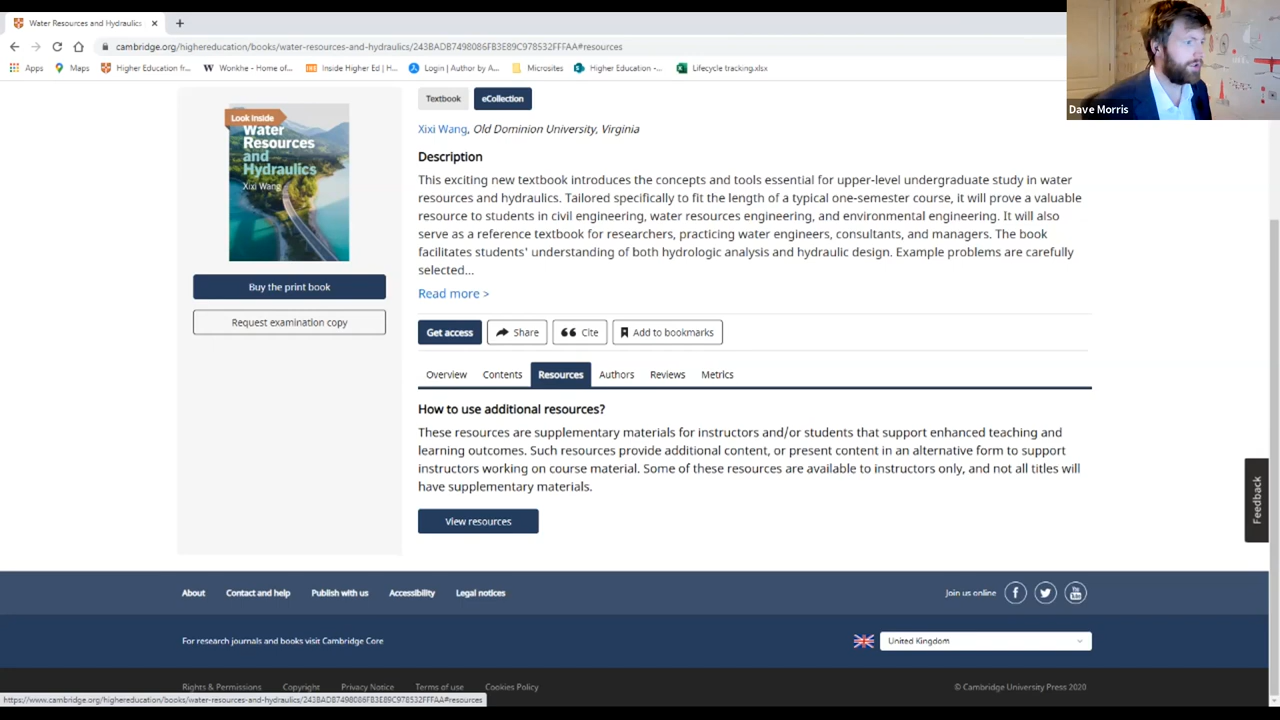 Water Resources and Hydraulics
cambridge.org/highereducation/books/water-resources-and-hydraulics/243BADB7498086FB3E89C978532FFFAA#resources
Apps Maps Higher Education fr... Wonkhe - Home of... Inside Higher Ed | H... Login | Author by A... Microsites Higher Education -... Lifecycle tracking.xlsx
Dave Morris
Look Inside
Water
Resources
and
Hydraulics
Xixi Wang
Buy the print book
Request examination copy
Textbook eCollection
Xixi Wang, Old Dominion University, Virginia
Description
This exciting new textbook introduces the concepts and tools essential for upper-level undergraduate study in water
resources and hydraulics. Tailored specifically to fit the length of a typical one-semester course, it will prove a valuable
resource to students in civil engineering, water resources engineering, and environmental engineering. It will also
serve as a reference textbook for researchers, practicing water engineers, consultants, and managers. The book
facilitates students' understanding of both hydrologic analysis and hydraulic design. Example problems are carefully
selected...
Read more >
Get access Share Cite Add to bookmarks
Overview Contents Resources Authors Reviews Metrics
How to use additional resources?
These resources are supplementary materials for instructors and/or students that support enhanced teaching and
learning outcomes. Such resources provide additional content, or present content in an alternative form to support
instructors working on course material. Some of these resources are available to instructors only, and not all titles will
have supplementary materials.
View resources
Feedback
About Contact and help Publish with us Accessibility Legal notices Join us online
For research journals and books visit Cambridge Core United Kingdom
Rights & Permissions Copyright Privacy Notice Terms of use Cookies Policy © Cambridge University Press 2020
https://www.cambridge.org/highereducation/books/water-resources-and-hydraulics/243BADB7498086FB3E89C978532FFFAA#resources